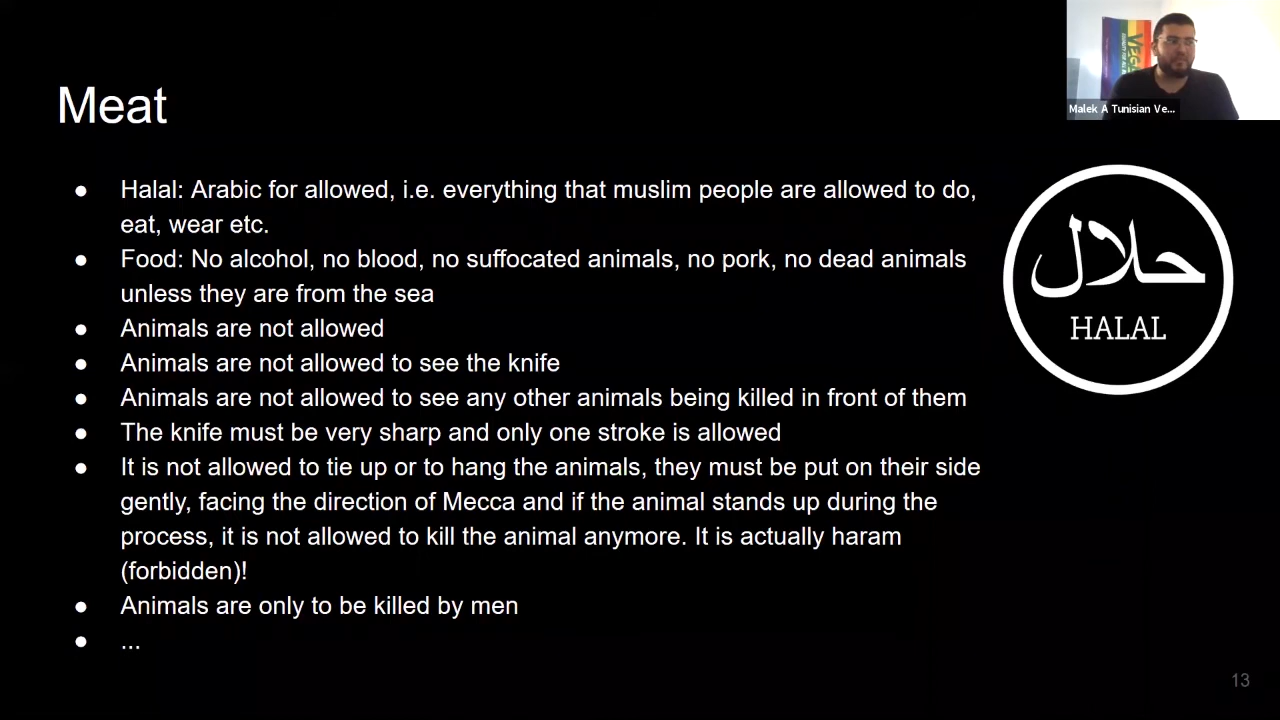 Meat
● Halal: Arabic for allowed, i.e. everything that muslim people are allowed to do,
eat, wear etc.
● Food: No alcohol, no blood, no suffocated animals, no pork, no dead animals
unless they are from the sea
● Animals are not allowed
● Animals are not allowed to see the knife
● Animals are not allowed to see any other animals being killed in front of them
● The knife must be very sharp and only one stroke is allowed
● It is not allowed to tie up or to hang the animals, they must be put on their side
gently, facing the direction of Mecca and if the animal stands up during the
process, it is not allowed to kill the animal anymore. It is actually haram
(forbidden)!
● Animals are only to be killed by men
● ...
Malek A Tunisian Ve...
حلال
HALAL
13